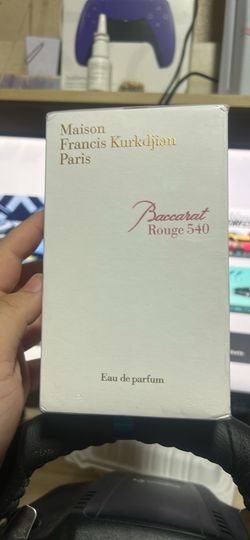 Maison
Francis Kurkdjian
Paris
Baccarat
Rouge 540
Eau de parfum